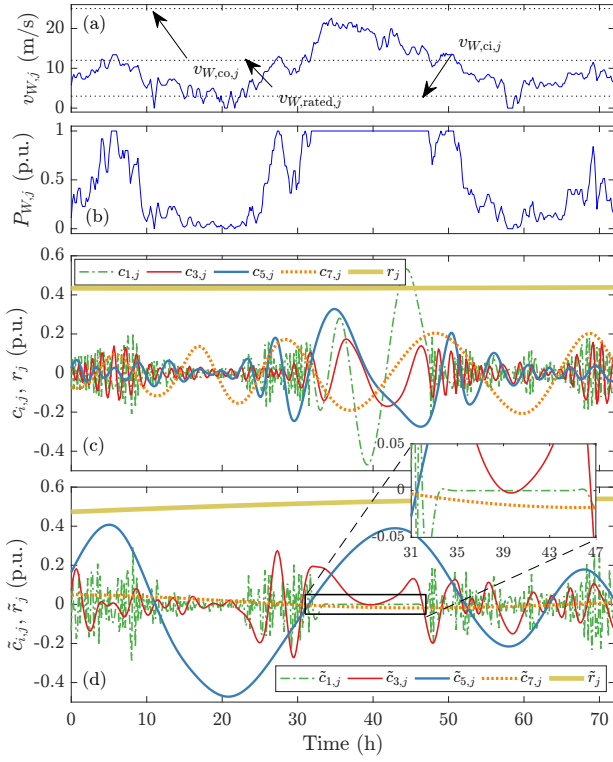 (a)
v_{W,j} (m/s)
20
10
0
v_{W,co,j}
v_{W,rated,j}
v_{W,ci,j}
(b)
P_{W,j} (p.u.)
1
0.5
0
c_{1,j} c_{3,j} c_{5,j} c_{7,j} r_j
c_{i,j}, r_j (p.u.)
0.6
0.4
0.2
0
-0.2
-0.4
(c)
0.05
0
-0.05
31 35 39 43 47
c̃_{i,j}, r̃_j (p.u.)
0.6
0.4
0.2
0
-0.2
-0.4
(d)
c̃_{1,j} c̃_{3,j} c̃_{5,j} c̃_{7,j} r̃_j
0 10 20 30 40 50 60 70
Time (h)